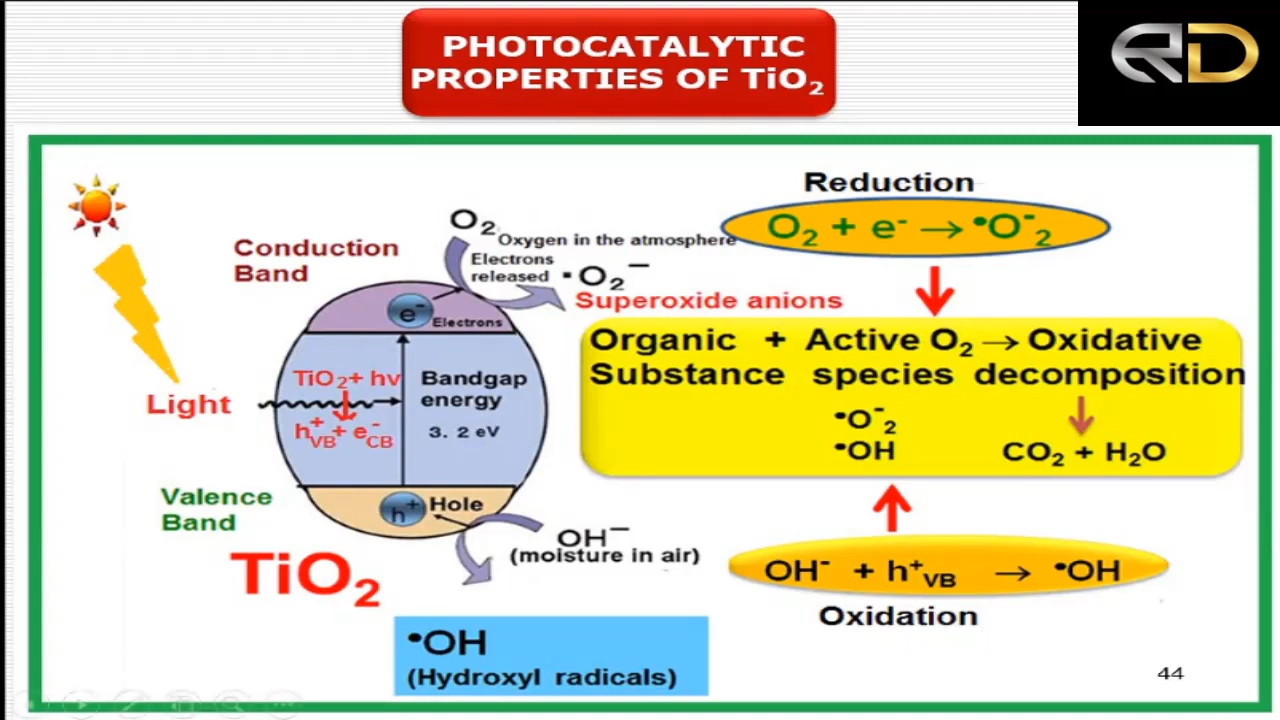 PHOTOCATALYTIC
PROPERTIES OF TiO₂
RD
Reduction
O₂ + e⁻ → •O⁻₂
O₂
Oxygen in the atmosphere
Conduction
Band
Electrons
released
•O₂⁻
Superoxide anions
e⁻
Electrons
Organic + Active O₂ → Oxidative
Substance species decomposition
•O⁻₂
•OH
CO₂ + H₂O
TiO₂ + hν
Bandgap
energy
3. 2 eV
Light
h⁺VB + e⁻CB
Valence
Band
h⁺
Hole
OH⁻
(moisture in air)
TiO₂
OH⁻ + h⁺VB → •OH
Oxidation
•OH
(Hydroxyl radicals)
44